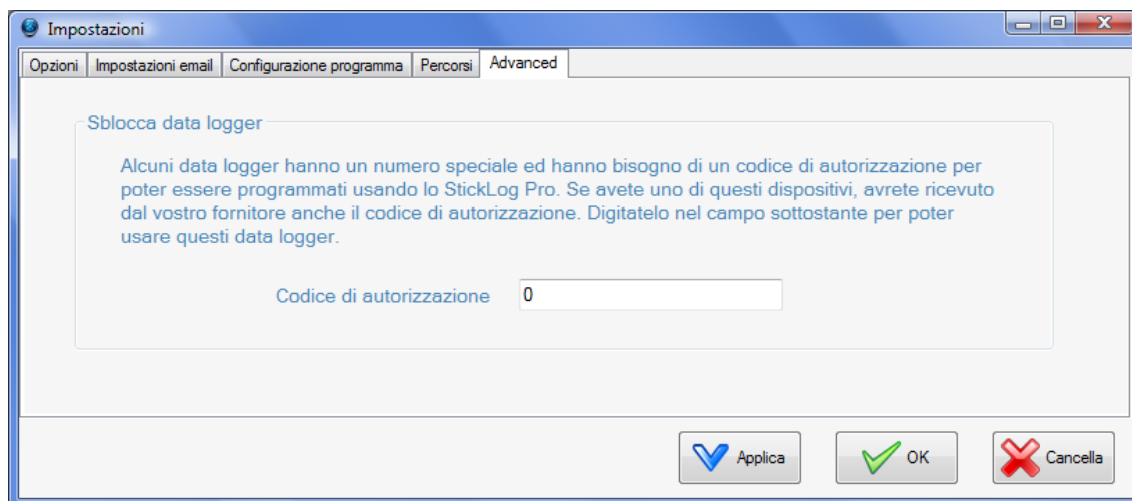 Impostazioni
Opzioni Impostazioni email Configurazione programma Percorsi Advanced
Sblocca data logger
Alcuni data logger hanno un numero speciale ed hanno bisogno di un codice di autorizzazione per
poter essere programmati usando lo StickLog Pro. Se avete uno di questi dispositivi, avrete ricevuto
dal vostro fornitore anche il codice di autorizzazione. Digitatelo nel campo sottostante per poter
usare questi data logger.
Codice di autorizzazione 0
Applica OK Cancella